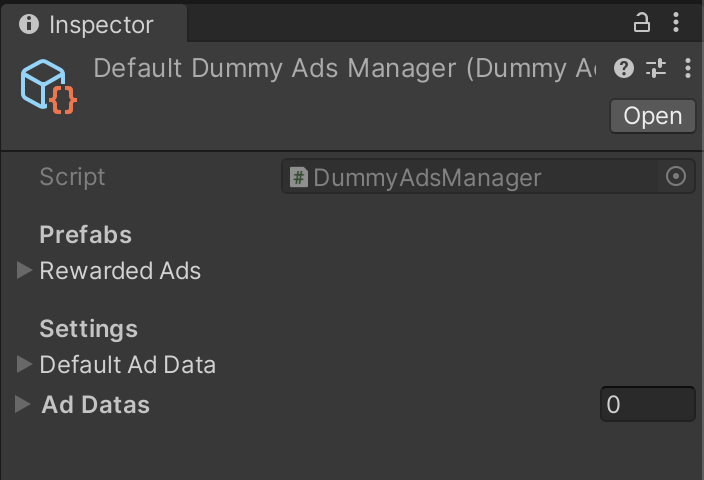 Inspector
Default Dummy Ads Manager (Dummy
Open
Script
# DummyAdsManager
Prefabs
Rewarded Ads
Settings
Default Ad Data
Ad Datas 0